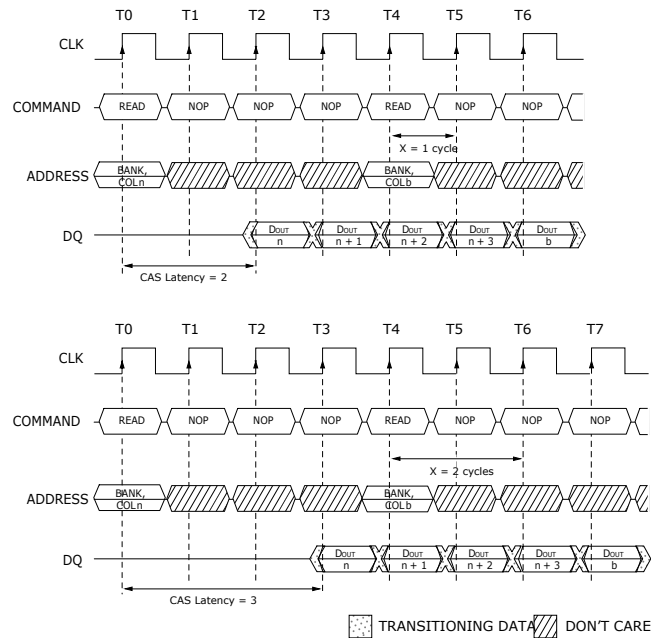 T0 T1 T2 T3 T4 T5 T6
CLK
COMMAND READ NOP NOP NOP READ NOP NOP
X = 1 cycle
ADDRESS BANK, COLn BANK, COLb
DQ DOUT n DOUT n + 1 DOUT n + 2 DOUT n + 3 DOUT b
CAS Latency = 2
T0 T1 T2 T3 T4 T5 T6 T7
CLK
COMMAND READ NOP NOP NOP READ NOP NOP NOP
X = 2 cycles
ADDRESS BANK, COLn BANK, COLb
DQ DOUT n DOUT n + 1 DOUT n + 2 DOUT n + 3 DOUT b
CAS Latency = 3
TRANSITIONING DATA DON'T CARE